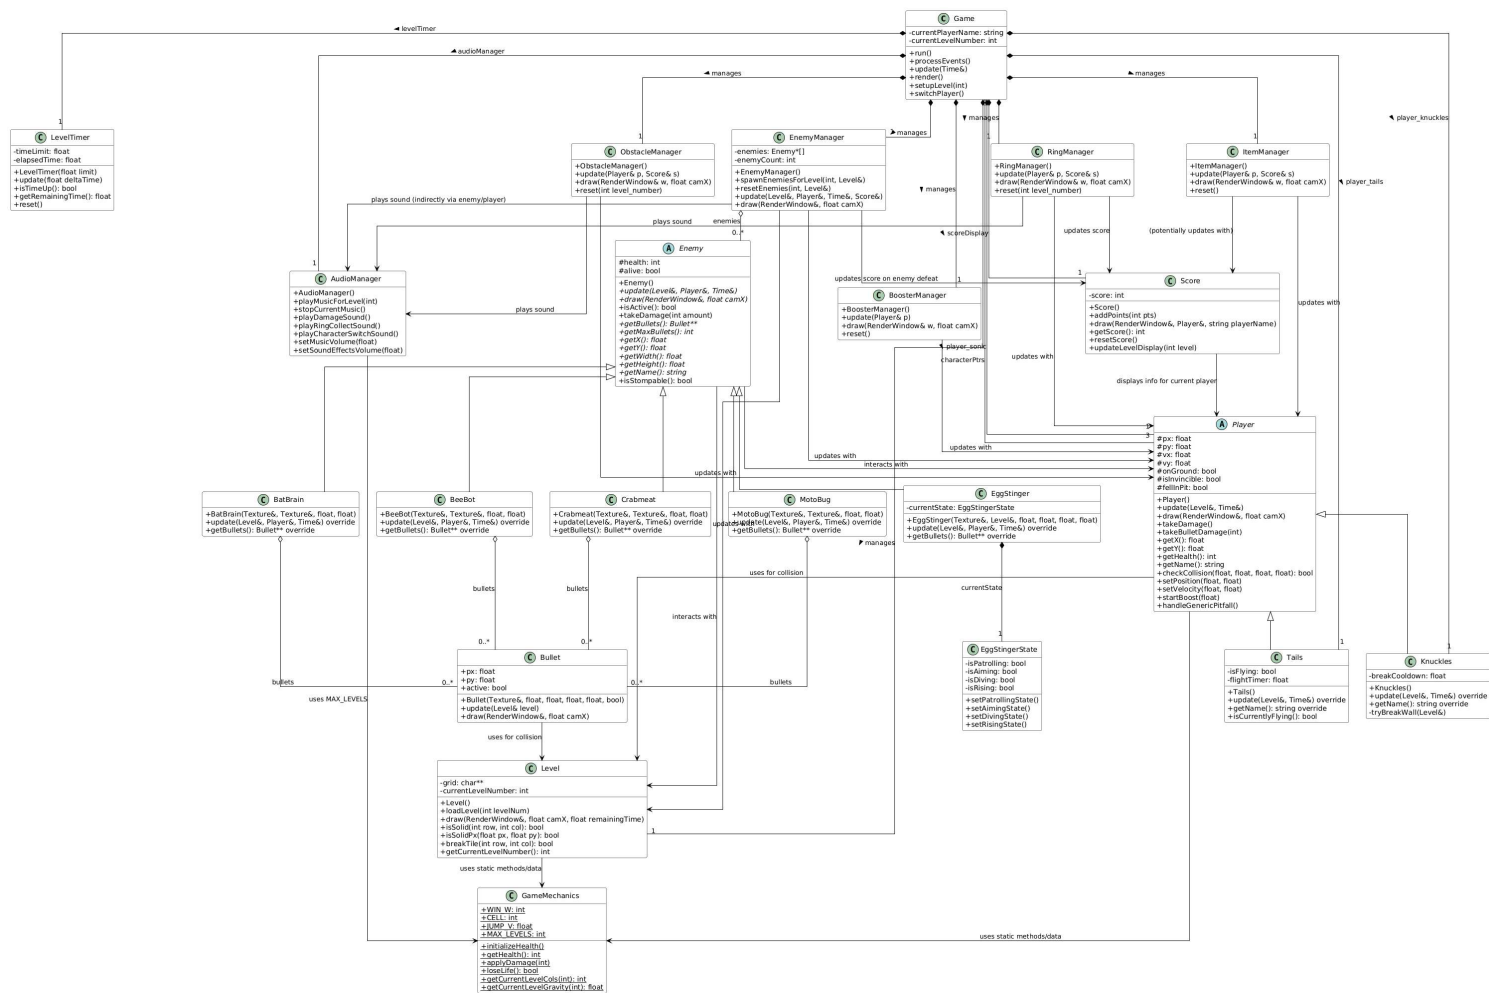 C Game
-currentPlayerName: string
-currentLevelNumber: int
+run()
+processEvents()
+update(Time&)
+render()
+setupLevel(int)
+switchPlayer()
levelTimer
audioManager
manages
manages
1
1
1
1
manages
manages
manages
player_knuckles
player_tails
C LevelTimer
-timeLimit: float
-elapsedTime: float
+LevelTimer(float limit)
+update(float deltaTime)
+isTimeUp(): bool
+getRemainingTime(): float
+reset()
C ObstacleManager
+ObstacleManager()
+update(Player& p, Score& s)
+draw(RenderWindow& w, float camX)
+reset(int level_number)
C EnemyManager
-enemies: Enemy*[]
-enemyCount: int
+EnemyManager()
+spawnEnemiesForLevel(int, Level&)
+resetEnemies(int, Level&)
+update(Level&, Player&, Time&, Score&)
+draw(RenderWindow&, float camX)
C RingManager
+RingManager()
+update(Player& p, Score& s)
+draw(RenderWindow& w, float camX)
+reset(int level_number)
C ItemManager
+ItemManager()
+update(Player& p, Score& s)
+draw(RenderWindow& w, float camX)
+reset()
plays sound (indirectly via enemy/player)
plays sound
enemies
0..*
scoreDisplay
updates score
(potentially updates with)
1
C AudioManager
+AudioManager()
+playMusicForLevel(int)
+stopCurrentMusic()
+playDamageSound()
+playRingCollectSound()
+playCharacterSwitchSound()
+setMusicVolume(float)
+setSoundEffectsVolume(float)
plays sound
A Enemy
#health: int
#alive: bool
+Enemy()
+update(Level&, Player&, Time&)
+draw(RenderWindow&, float camX)
+isActive(): bool
+takeDamage(int amount)
+getBullets(): Bullet**
+getMaxBullets(): int
+getX(): float
+getY(): float
+getWidth(): float
+getHeight(): float
+getName(): string
+isStompable(): bool
updates score on enemy defeat
1
1
C BoosterManager
+BoosterManager()
+update(Player& p)
+draw(RenderWindow& w, float camX)
+reset()
C Score
-score: int
+Score()
+addPoints(int pts)
+draw(RenderWindow&, Player&, string playerName)
+getScore(): int
+resetScore()
+updateLevelDisplay(int level)
updates with
player_sonic
characterPtrs
updates with
displays info for current player
3
updates with
updates with
interacts with
updates with
A Player
#px: float
#py: float
#vx: float
#vy: float
#onGround: bool
#isInvincible: bool
#fellInPit: bool
+Player()
+update(Level&, Time&)
+draw(RenderWindow&, float camX)
+takeDamage()
+takeBulletDamage(int)
+getX(): float
+getY(): float
+getHealth(): int
+getName(): string
+checkCollision(float, float, float, float): bool
+setPosition(float, float)
+setVelocity(float, float)
+startBoost(float)
+handleGenericPitfall()
C BatBrain
+BatBrain(Texture&, Texture&, float, float)
+update(Level&, Player&, Time&) override
+getBullets(): Bullet** override
C BeeBot
+BeeBot(Texture&, Texture&, float, float)
+update(Level&, Player&, Time&) override
+getBullets(): Bullet** override
C Crabmeat
+Crabmeat(Texture&, Texture&, float, float)
+update(Level&, Player&, Time&) override
+getBullets(): Bullet** override
C MotoBug
+MotoBug(Texture&, Texture&, float, float)
+update(Level&, Player&, Time&) override
+getBullets(): Bullet** override
C EggStinger
-currentState: EggStingerState
+EggStinger(Texture&, Level&, float, float, float, float)
+update(Level&, Player&, Time&) override
+getBullets(): Bullet** override
manages
uses for collision
bullets
bullets
currentState
interacts with
0..*
0..*
1
1
1
C Bullet
+px: float
+py: float
+active: bool
+Bullet(Texture&, float, float, float, float, bool)
+update(Level& level)
+draw(RenderWindow&, float camX)
bullets
0..*
0..*
bullets
C EggStingerState
-isPatrolling: bool
-isAiming: bool
-isDiving: bool
-isRising: bool
+setPatrollingState()
+setAimingState()
+setDivingState()
+setRisingState()
C Tails
-isFlying: bool
-flightTimer: float
+Tails()
+update(Level&, Time&) override
+getName(): string override
+isCurrentlyFlying(): bool
C Knuckles
-breakCooldown: float
+Knuckles()
+update(Level&, Time&) override
+getName(): string override
-tryBreakWall(Level&)
uses MAX_LEVELS
uses for collision
C Level
-grid: char**
-currentLevelNumber: int
+Level()
+loadLevel(int levelNum)
+draw(RenderWindow&, float camX, float remainingTime)
+isSolid(int row, int col): bool
+isSolidPx(float px, float py): bool
+breakTile(int row, int col): bool
+getCurrentLevelNumber(): int
1
uses static methods/data
C GameMechanics
+WIN_W: int
+CELL: int
+JUMP_V: float
+MAX_LEVELS: int
+initializeHealth()
+getHealth(): int
+applyDamage(int)
+loseLife(): bool
+getCurrentLevelCols(int): int
+getCurrentLevelGravity(int): float
uses static methods/data